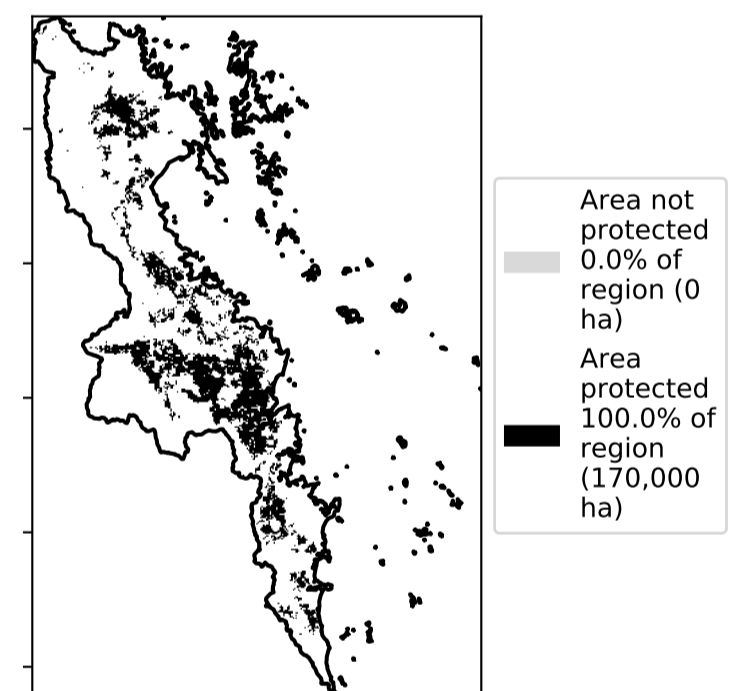 Area not
protected
0.0% of
region (0
ha)
Area
protected
100.0% of
region
(170,000
ha)